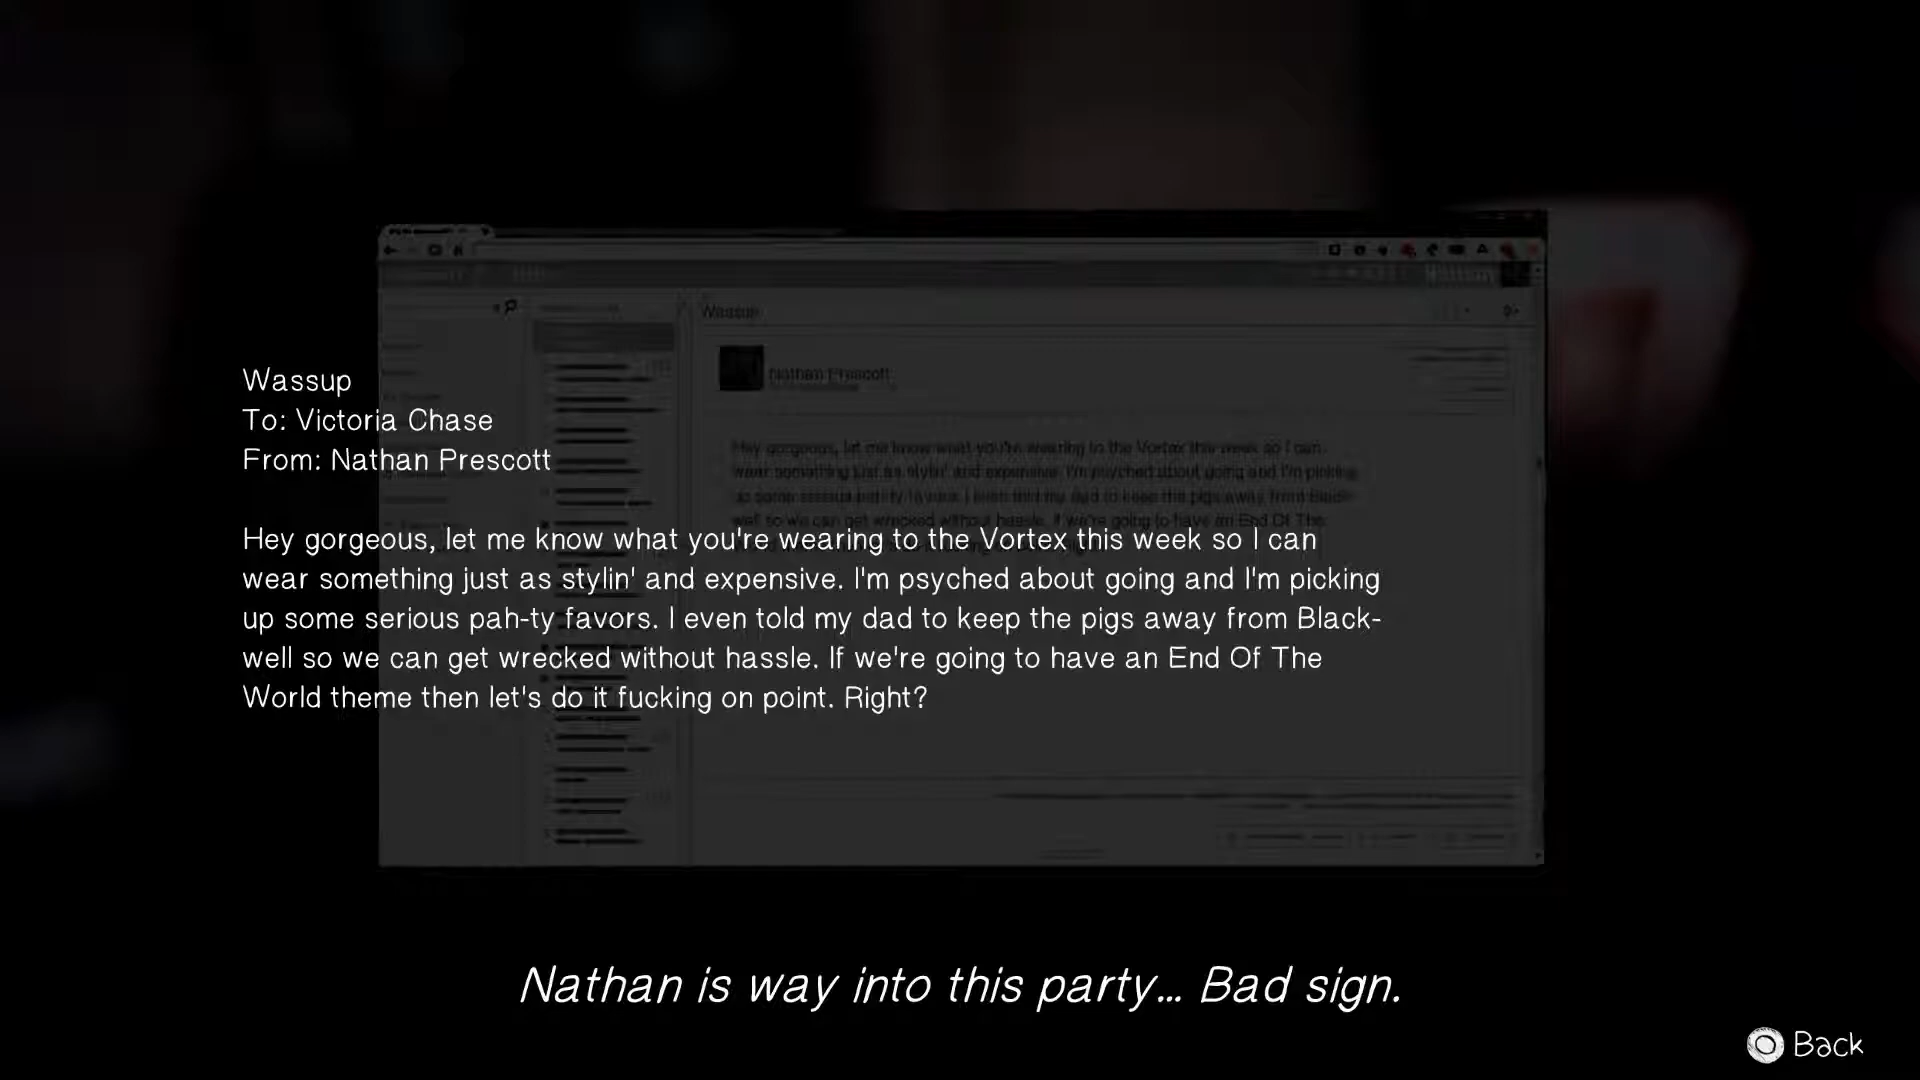 Wassup
Nathan Prescott
Wassup
To: Victoria Chase
From: Nathan Prescott
Hey gorgeous, let me know what you're wearing to the Vortex this week so I can
wear something just as stylin' and expensive. I'm psyched about going and I'm picking
up some serious pah-ty favors. I even told my dad to keep the pigs away from Black-
well so we can get wrecked without hassle. If we're going to have an End Of The
World theme then let's do it fucking on point. Right?
Nathan is way into this party... Bad sign.
Back